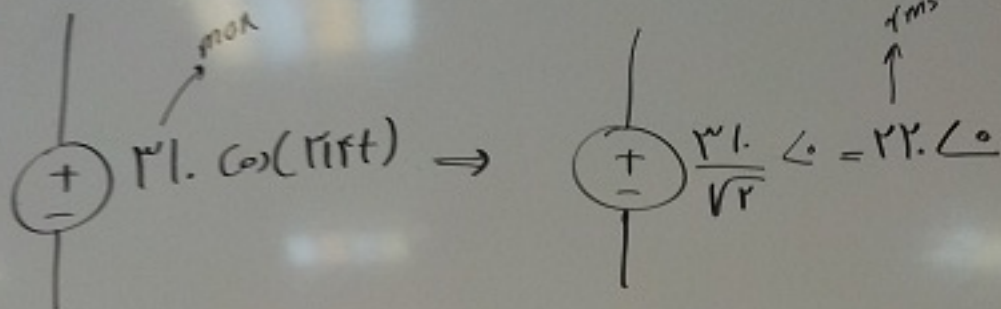 max
+ ۳۱۰ cos(۳۱۴t) ⇒ + ۳۱۰/√۲ ∠۰ = ۲۲۰ ∠۰
−
−
rms